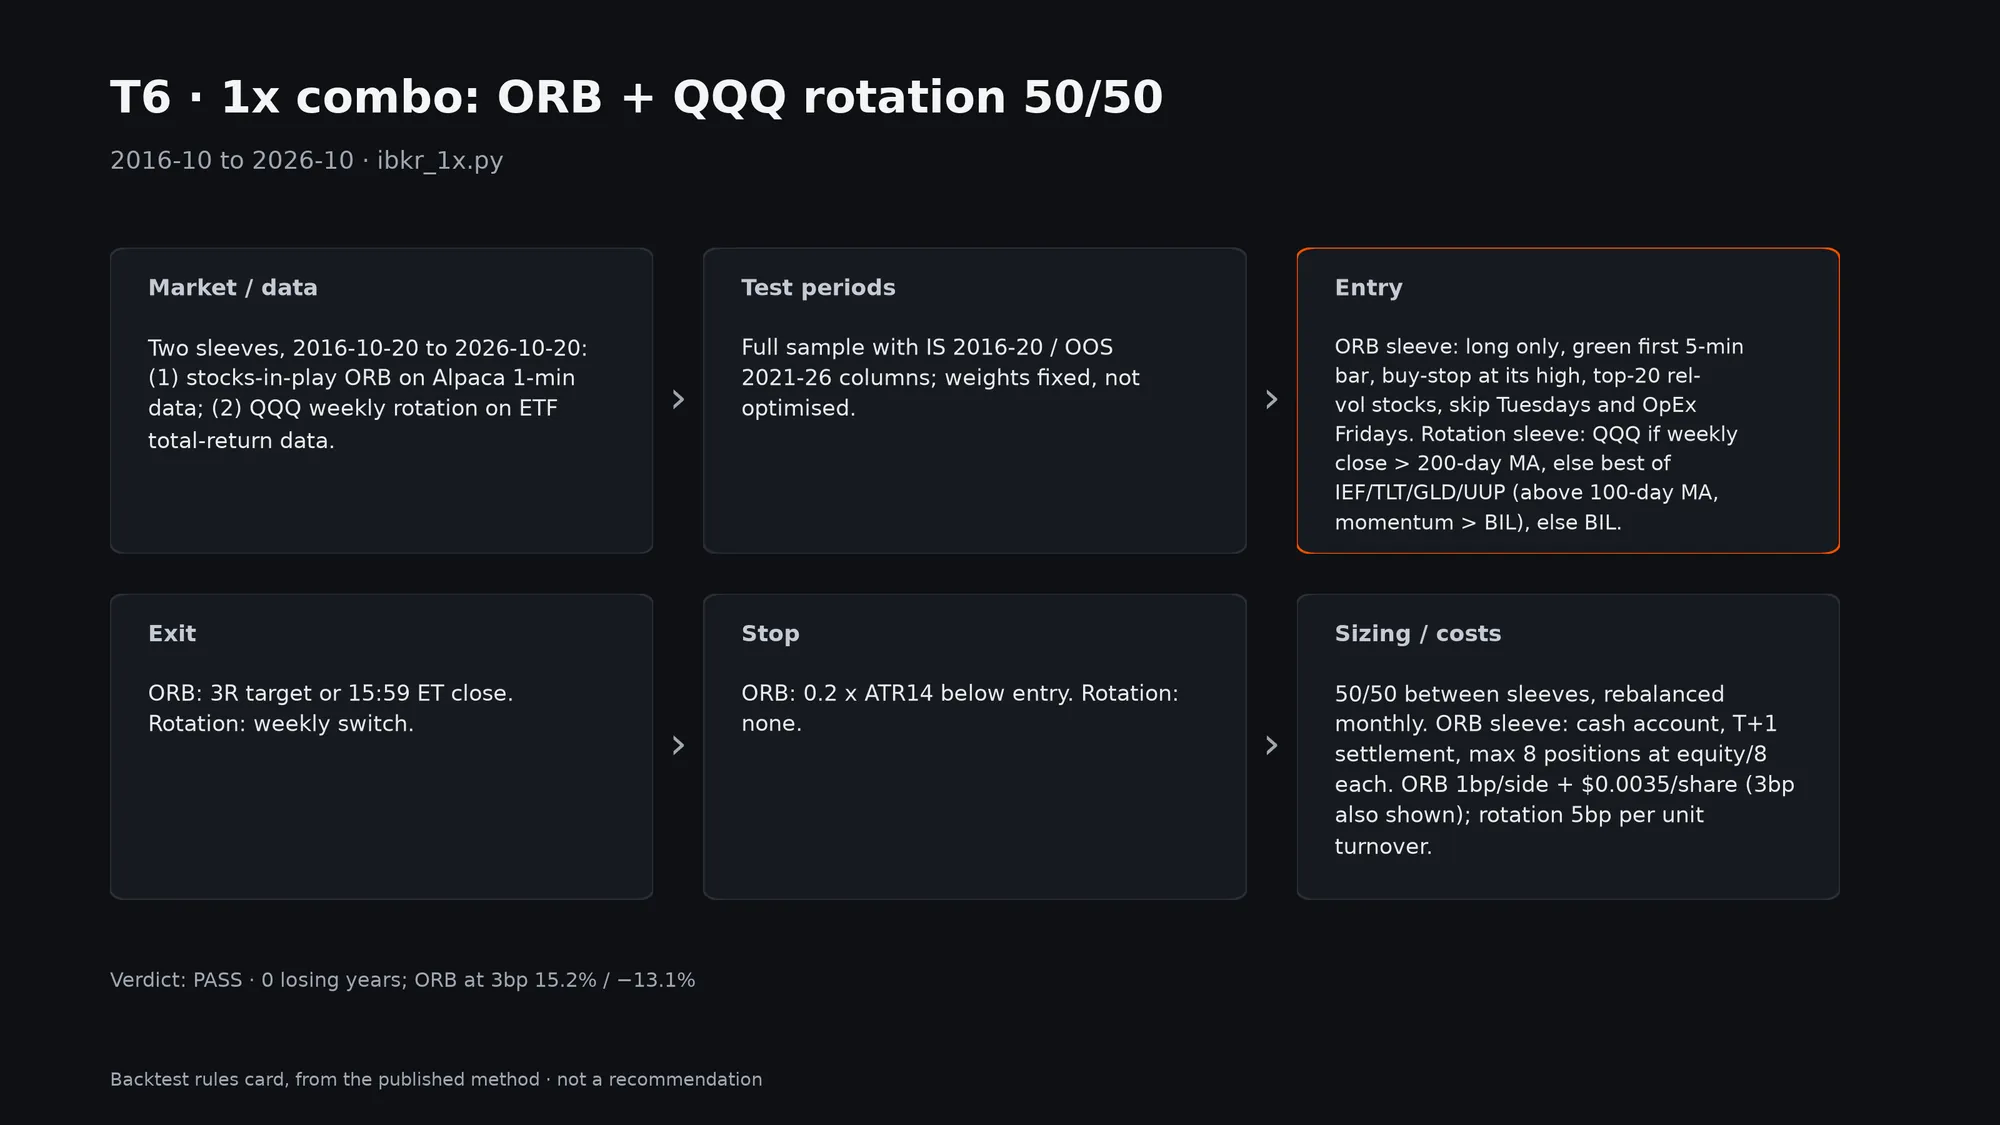 T6 · 1x combo: ORB + QQQ rotation 50/50
2016-10 to 2026-10 · ibkr_1x.py
Market / data
Two sleeves, 2016-10-20 to 2026-10-20:
(1) stocks-in-play ORB on Alpaca 1-min
data; (2) QQQ weekly rotation on ETF
total-return data.
›
Test periods
Full sample with IS 2016-20 / OOS
2021-26 columns; weights fixed, not
optimised.
›
Entry
ORB sleeve: long only, green first 5-min
bar, buy-stop at its high, top-20 rel-
vol stocks, skip Tuesdays and OpEx
Fridays. Rotation sleeve: QQQ if weekly
close > 200-day MA, else best of
IEF/TLT/GLD/UUP (above 100-day MA,
momentum > BIL), else BIL.
Exit
ORB: 3R target or 15:59 ET close.
Rotation: weekly switch.
›
Stop
ORB: 0.2 x ATR14 below entry. Rotation:
none.
›
Sizing / costs
50/50 between sleeves, rebalanced
monthly. ORB sleeve: cash account, T+1
settlement, max 8 positions at equity/8
each. ORB 1bp/side + $0.0035/share (3bp
also shown); rotation 5bp per unit
turnover.
Verdict: PASS · 0 losing years; ORB at 3bp 15.2% / −13.1%
Backtest rules card, from the published method · not a recommendation